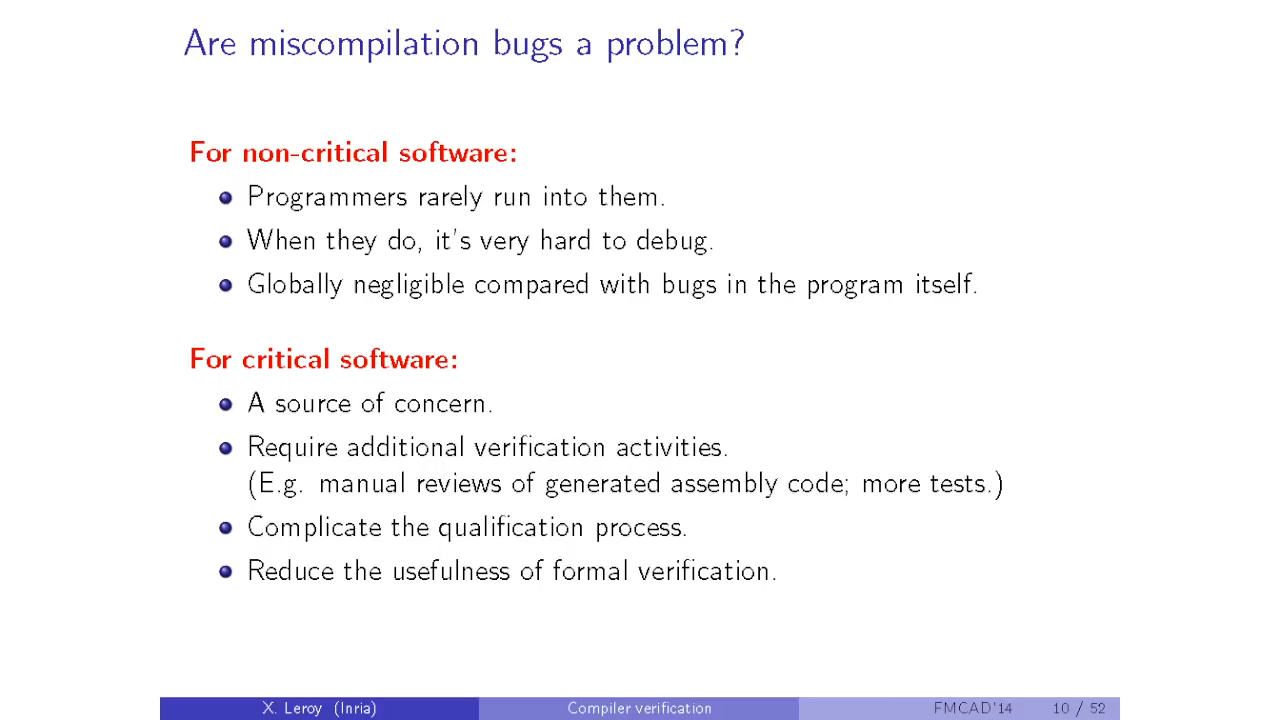 Are miscompilation bugs a problem?
For non-critical software:
Programmers rarely run into them.
When they do, it's very hard to debug.
Globally negligible compared with bugs in the program itself.
For critical software:
A source of concern.
Require additional verification activities.
(E.g. manual reviews of generated assembly code; more tests.)
Complicate the qualification process.
Reduce the usefulness of formal verification.
X. Leroy (Inria) Compiler verification FMCAD'14 10 / 52